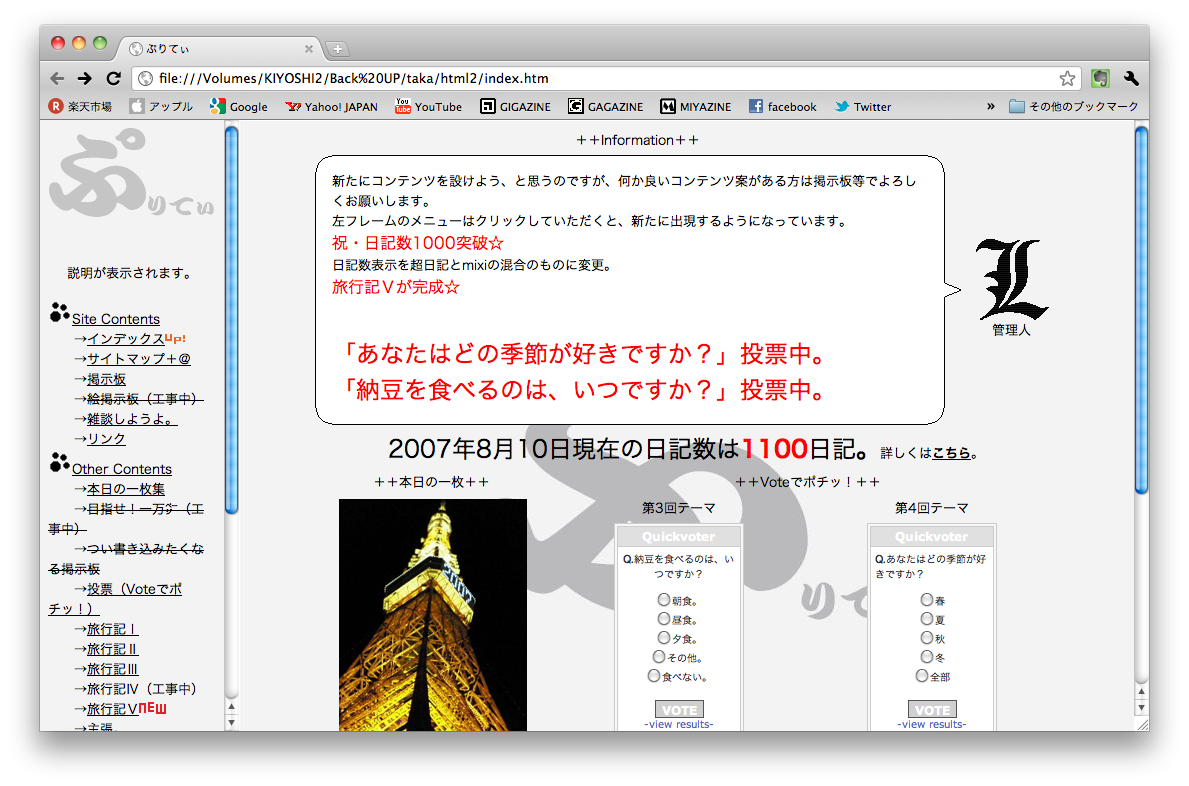 ぷりてぃ
file:///Volumes/KIYOSHI2/Back%20UP/taka/html2/index.htm
楽天市場 アップル Google Yahoo! JAPAN YouTube GIGAZINE GAGAZINE MIYAZINE facebook Twitter » その他のブックマーク
ぷりてぃ
説明が表示されます。
Site Contents
→インデックスUp!
→サイトマップ+@
→掲示板
→絵掲示板（工事中）
→雑談しようよ。
→リンク
Other Contents
→本日の一枚集
→目指せ！一万㌘（工
事中）
→つい書き込みたくな
る掲示板
→投票（Voteでポ
チッ！）
→旅行記Ⅰ
→旅行記Ⅱ
→旅行記Ⅲ
→旅行記Ⅳ（工事中）
→旅行記ⅤNEW
→主張。
++Information++
新たにコンテンツを設けよう、と思うのですが、何か良いコンテンツ案がある方は掲示板等でよろし
くお願いします。
左フレームのメニューはクリックしていただくと、新たに出現するようになっています。
祝・日記数1000突破☆
日記数表示を超日記とmixiの混合のものに変更。
旅行記Ⅴが完成☆
「あなたはどの季節が好きですか？」投票中。
「納豆を食べるのは、いつですか？」投票中。
L
管理人
2007年8月10日現在の日記数は1100日記。詳しくはこちら。
++本日の一枚++
++Voteでポチッ！++
第3回テーマ
Quickvoter
Q.納豆を食べるのは、い
つですか？
朝食。
昼食。
夕食。
その他。
食べない。
VOTE
-view results-
第4回テーマ
Quickvoter
Q.あなたはどの季節が好
きですか？
春
夏
秋
冬
全部
VOTE
-view results-
ぷりて